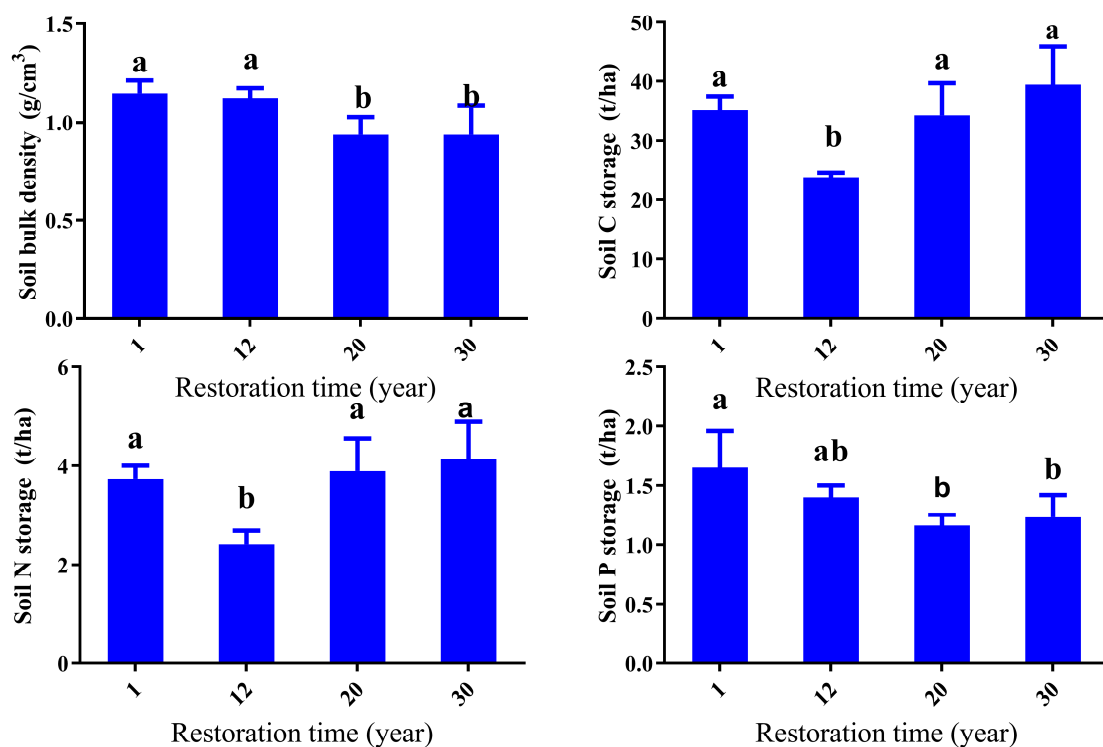 Soil bulk density (g/cm³)
1.5
1.0
0.5
0.0
a
a
b
b
1
12
20
30
Restoration time (year)
Soil C storage (t/ha)
50
40
30
20
10
0
a
b
a
a
1
12
20
30
Restoration time (year)
Soil N storage (t/ha)
6
4
2
0
a
b
a
a
1
12
20
30
Restoration time (year)
Soil P storage (t/ha)
2.5
2.0
1.5
1.0
0.5
0.0
a
ab
b
b
1
12
20
30
Restoration time (year)